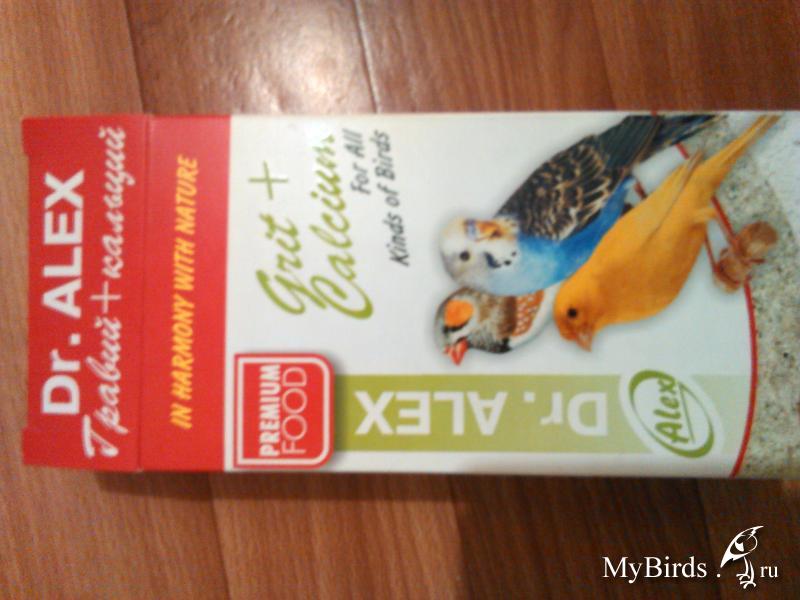 Dr. ALEX
Гравий+кальций
IN HARMONY WITH NATURE
Grit +
Calcium
For All
Kinds of Birds
PREMIUM
FOOD
Dr. ALEX
Alex
MyBirds.ru